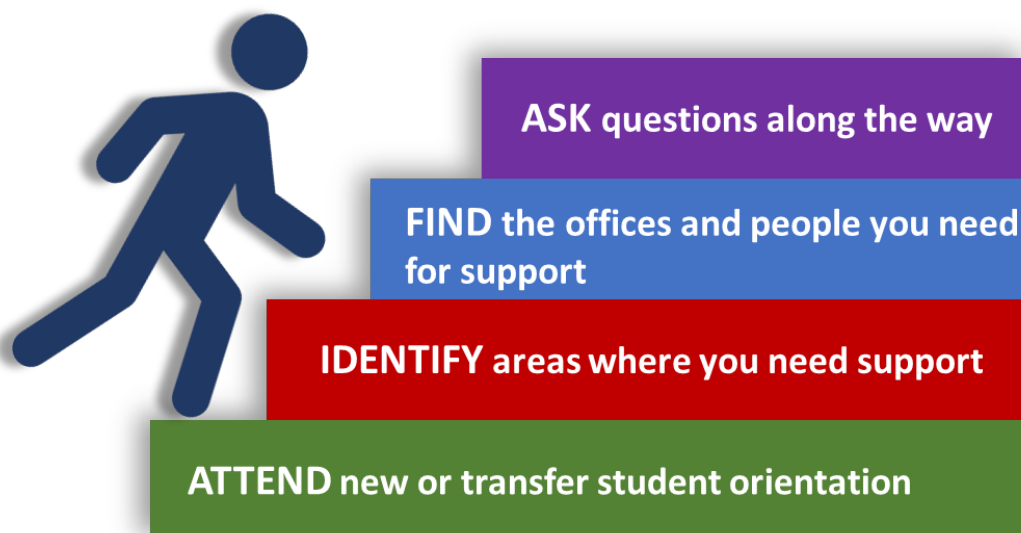 ASK questions along the way
FIND the offices and people you need
for support
IDENTIFY areas where you need support
ATTEND new or transfer student orientation